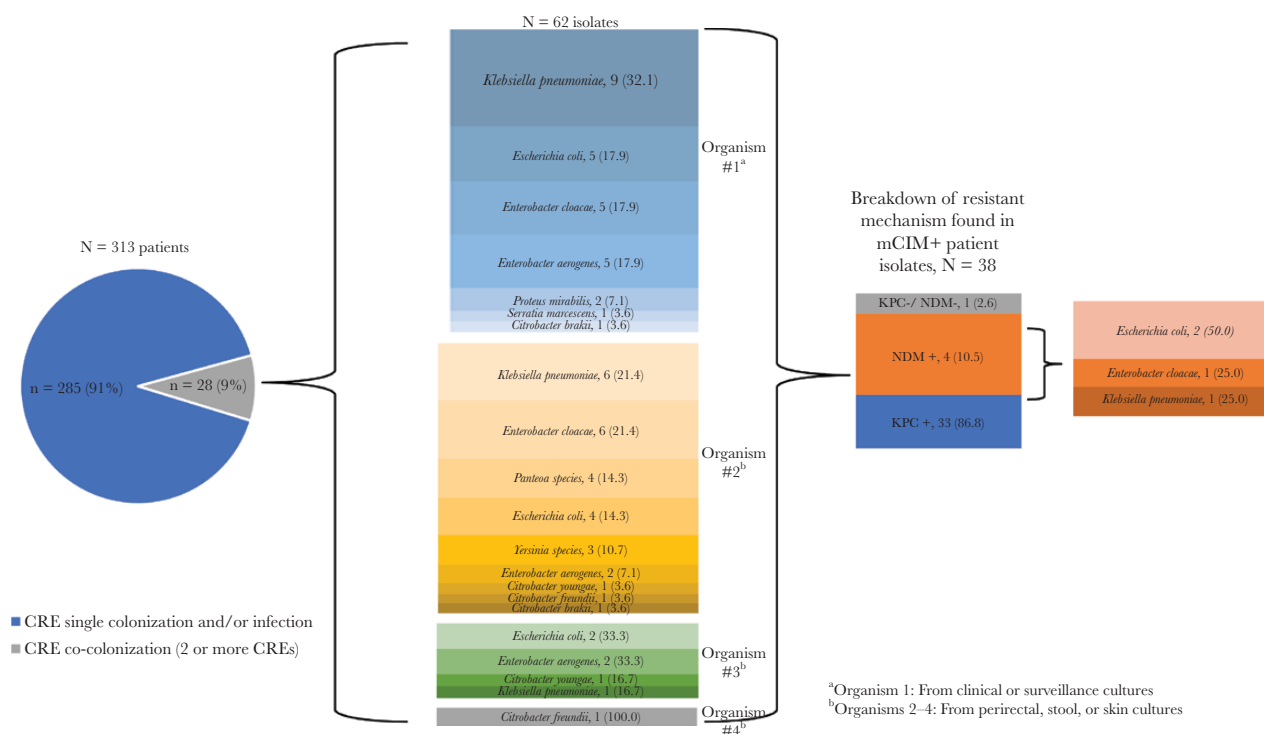 N = 313 patients
n = 285 (91%)
n = 28 (9%)
CRE single colonization and/or infection
CRE co-colonization (2 or more CREs)
N = 62 isolates
Klebsiella pneumoniae, 9 (32.1)
Escherichia coli, 5 (17.9)
Enterobacter cloacae, 5 (17.9)
Enterobacter aerogenes, 5 (17.9)
Proteus mirabilis, 2 (7.1)
Serratia marcescens, 1 (3.6)
Citrobacter brakii, 1 (3.6)
Organism
#1a
Klebsiella pneumoniae, 6 (21.4)
Enterobacter cloacae, 6 (21.4)
Panteoa species, 4 (14.3)
Escherichia coli, 4 (14.3)
Yersinia species, 3 (10.7)
Enterobacter aerogenes, 2 (7.1)
Citrobacter youngae, 1 (3.6)
Citrobacter freundii, 1 (3.6)
Citrobacter brakii, 1 (3.6)
Organism
#2b
Escherichia coli, 2 (33.3)
Enterobacter aerogenes, 2 (33.3)
Citrobacter youngae, 1 (16.7)
Klebsiella pneumoniae, 1 (16.7)
Organism
#3b
Citrobacter freundii, 1 (100.0)
Organism
#4b
Breakdown of resistant
mechanism found in
mCIM+ patient
isolates, N = 38
KPC-/ NDM-, 1 (2.6)
NDM +, 4 (10.5)
KPC +, 33 (86.8)
Escherichia coli, 2 (50.0)
Enterobacter cloacae, 1 (25.0)
Klebsiella pneumoniae, 1 (25.0)
aOrganism 1: From clinical or surveillance cultures
bOrganisms 2–4: From perirectal, stool, or skin cultures